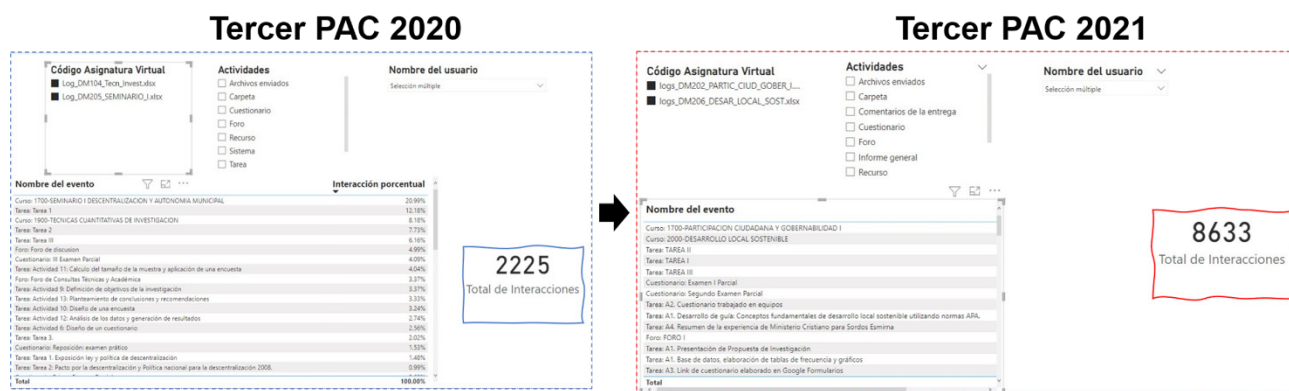 Tercer PAC 2020
Código Asignatura Virtual
Log_DM104_Tecn_Invest.xlsx
Log_DM205_SEMINARIO_I.xlsx
Actividades
Archivos enviados
Carpeta
Cuestionario
Foro
Recurso
Sistema
Tarea
Nombre del usuario
Selección múltiple
Nombre del evento Interacción porcentual
Curso: 1700-SEMINARIO I DESCENTRALIZACION Y AUTONOMIA MUNICIPAL 20.99%
Tarea: Tarea 1 12.18%
Curso: 1900-TECNICAS CUANTITATIVAS DE INVESTIGACION 8.18%
Tarea: Tarea 2 7.73%
Tarea: Tarea III 6.16%
Foro: Foro de discusion 4.99%
Cuestionario: III Examen Parcial 4.09%
Tarea: Actividad 11: Calculo del tamaño de la muestra y aplicación de una encuesta 4.04%
Foro: Foro de Consultas Técnicas y Académica 3.37%
Tarea: Actividad 9: Definición de objetivos de la investigación 3.37%
Tarea: Actividad 13: Planteamiento de conclusiones y recomendaciones 3.33%
Tarea: Actividad 10: Diseño de una encuesta 3.24%
Tarea: Actividad 12: Análisis de los datos y generación de resultados 2.74%
Tarea: Actividad 6: Diseño de un cuestionario 2.56%
Tarea: Tarea 3. 2.02%
Cuestionario: Reposición: examen prático 1.53%
Tarea: Tarea 1. Exposición ley y política de descentralización 1.48%
Tarea: Tarea 2: Pacto por la descentralización y Política nacional para la descentralización 2008. 0.99%
Total 100.00%
2225
Total de Interacciones
Tercer PAC 2021
Código Asignatura Virtual
logs_DM202_PARTIC_CIUD_GOBER_I....
logs_DM206_DESAR_LOCAL_SOST.xlsx
Actividades
Archivos enviados
Carpeta
Comentarios de la entrega
Cuestionario
Foro
Informe general
Recurso
Nombre del usuario
Selección múltiple
Nombre del evento
Curso: 1700-PARTICIPACION CIUDADANA Y GOBERNABILIDAD I
Curso: 2000-DESARROLLO LOCAL SOSTENIBLE
Tarea: TAREA II
Tarea: TAREA I
Tarea: TAREA III
Cuestionario: Examen I Parcial
Cuestionario: Segundo Examen Parcial
Tarea: A2. Cuestionario trabajado en equipos
Tarea: A1. Desarrollo de guía: Conceptos fundamentales de desarrollo local sostenible utilizando normas APA.
Tarea: A4. Resumen de la experiencia de Ministerio Cristiano para Sordos Esmirna
Foro: FORO I
Tarea: A1. Presentación de Propuesta de Investigación
Tarea: A1. Base de datos, elaboración de tablas de frecuencia y gráficos
Tarea: A3. Link de cuestionario elaborado en Google Formularios
Total
8633
Total de Interacciones